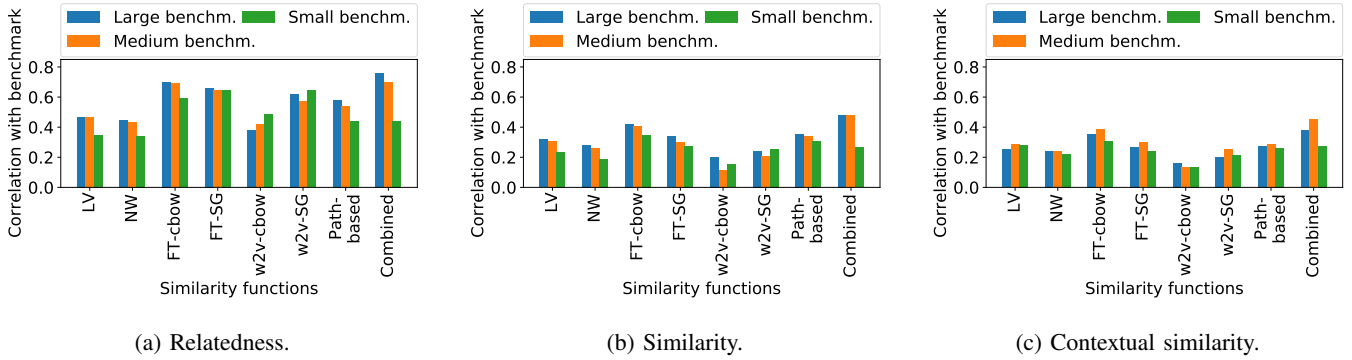 Large benchm.
Small benchm.
Medium benchm.
Correlation with benchmark
0.8
0.6
0.4
0.2
0.0
LV
NW
FT-cbow
FT-SG
w2v-cbow
w2v-SG
Path-
based
Combined
Similarity functions
(a) Relatedness.
Large benchm.
Small benchm.
Medium benchm.
Correlation with benchmark
0.8
0.6
0.4
0.2
0.0
LV
NW
FT-cbow
FT-SG
w2v-cbow
w2v-SG
Path-
based
Combined
Similarity functions
(b) Similarity.
Large benchm.
Small benchm.
Medium benchm.
Correlation with benchmark
0.8
0.6
0.4
0.2
0.0
LV
NW
FT-cbow
FT-SG
w2v-cbow
w2v-SG
Path-
based
Combined
Similarity functions
(c) Contextual similarity.